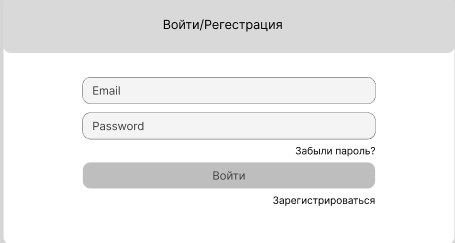 Войти/Регестрация
Email
Password
Забыли пароль?
Войти
Зарегистрироваться